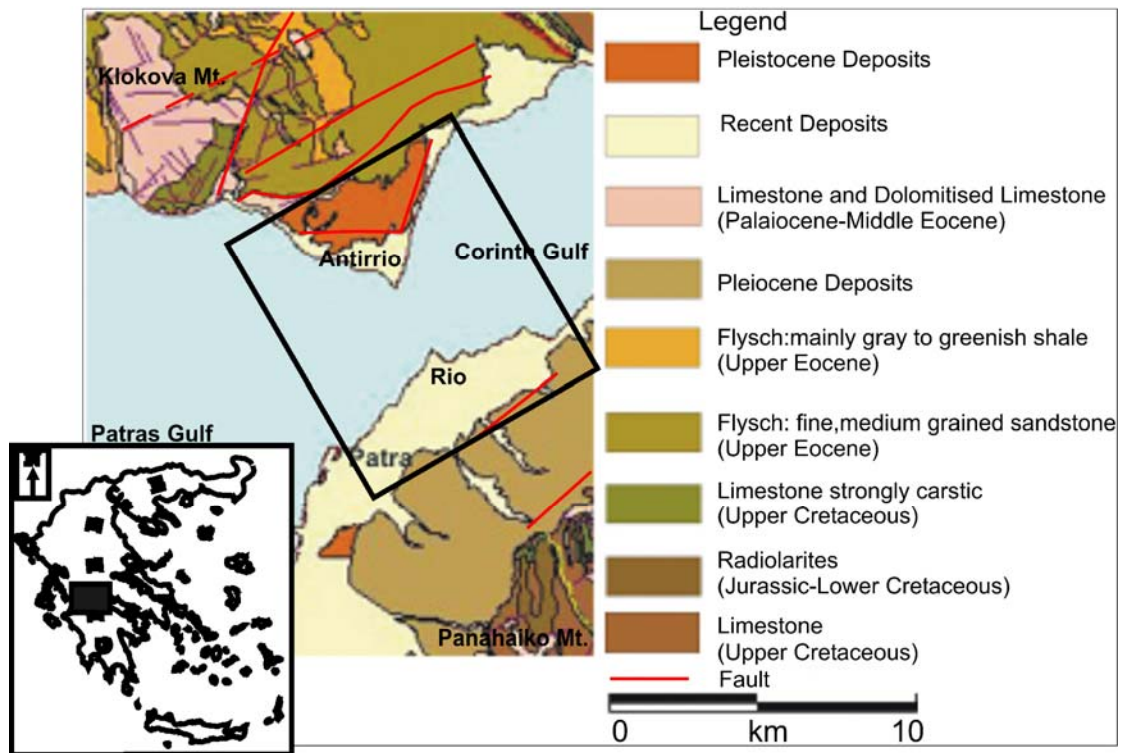 Legend
Klokova Mt.
Pleistocene Deposits
Recent Deposits
Limestone and Dolomitised Limestone
(Palaiocene-Middle Eocene)
Antirrio
Corinth Gulf
Pleiocene Deposits
Flysch:mainly gray to greenish shale
(Upper Eocene)
Rio
Patras Gulf
Patra
Flysch: fine,medium grained sandstone
(Upper Eocene)
Limestone strongly carstic
(Upper Cretaceous)
Radiolarites
(Jurassic-Lower Cretaceous)
Panahaiko Mt.
Limestone
(Upper Cretaceous)
Fault
0 km 10